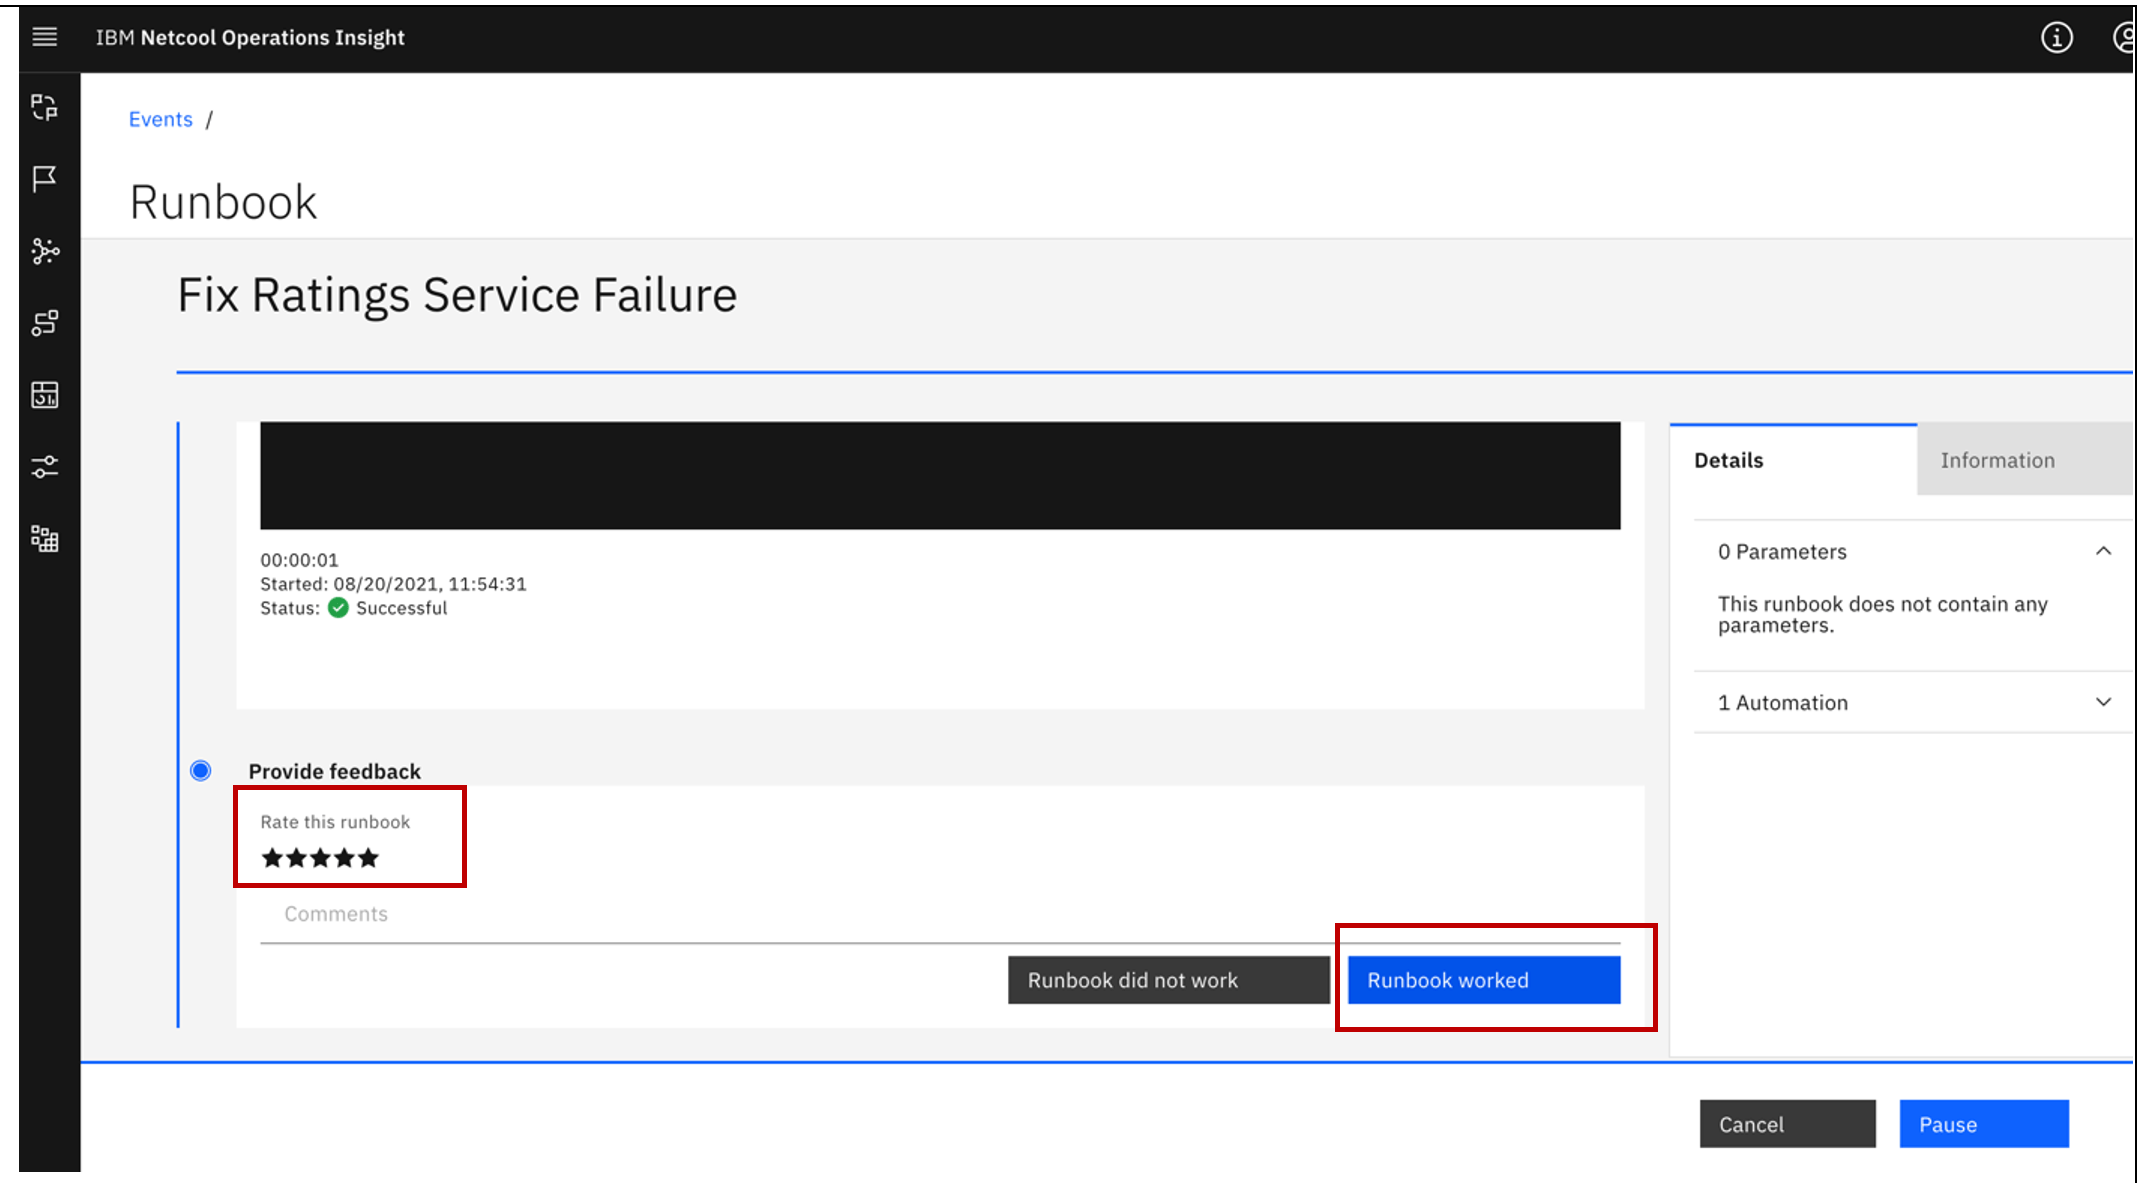 IBM Netcool Operations Insight
Events /
Runbook
Fix Ratings Service Failure
00:00:01
Started: 08/20/2021, 11:54:31
Status: Successful
Details
Information
0 Parameters
This runbook does not contain any
parameters.
1 Automation
Provide feedback
Rate this runbook
Comments
Runbook did not work
Runbook worked
Cancel
Pause